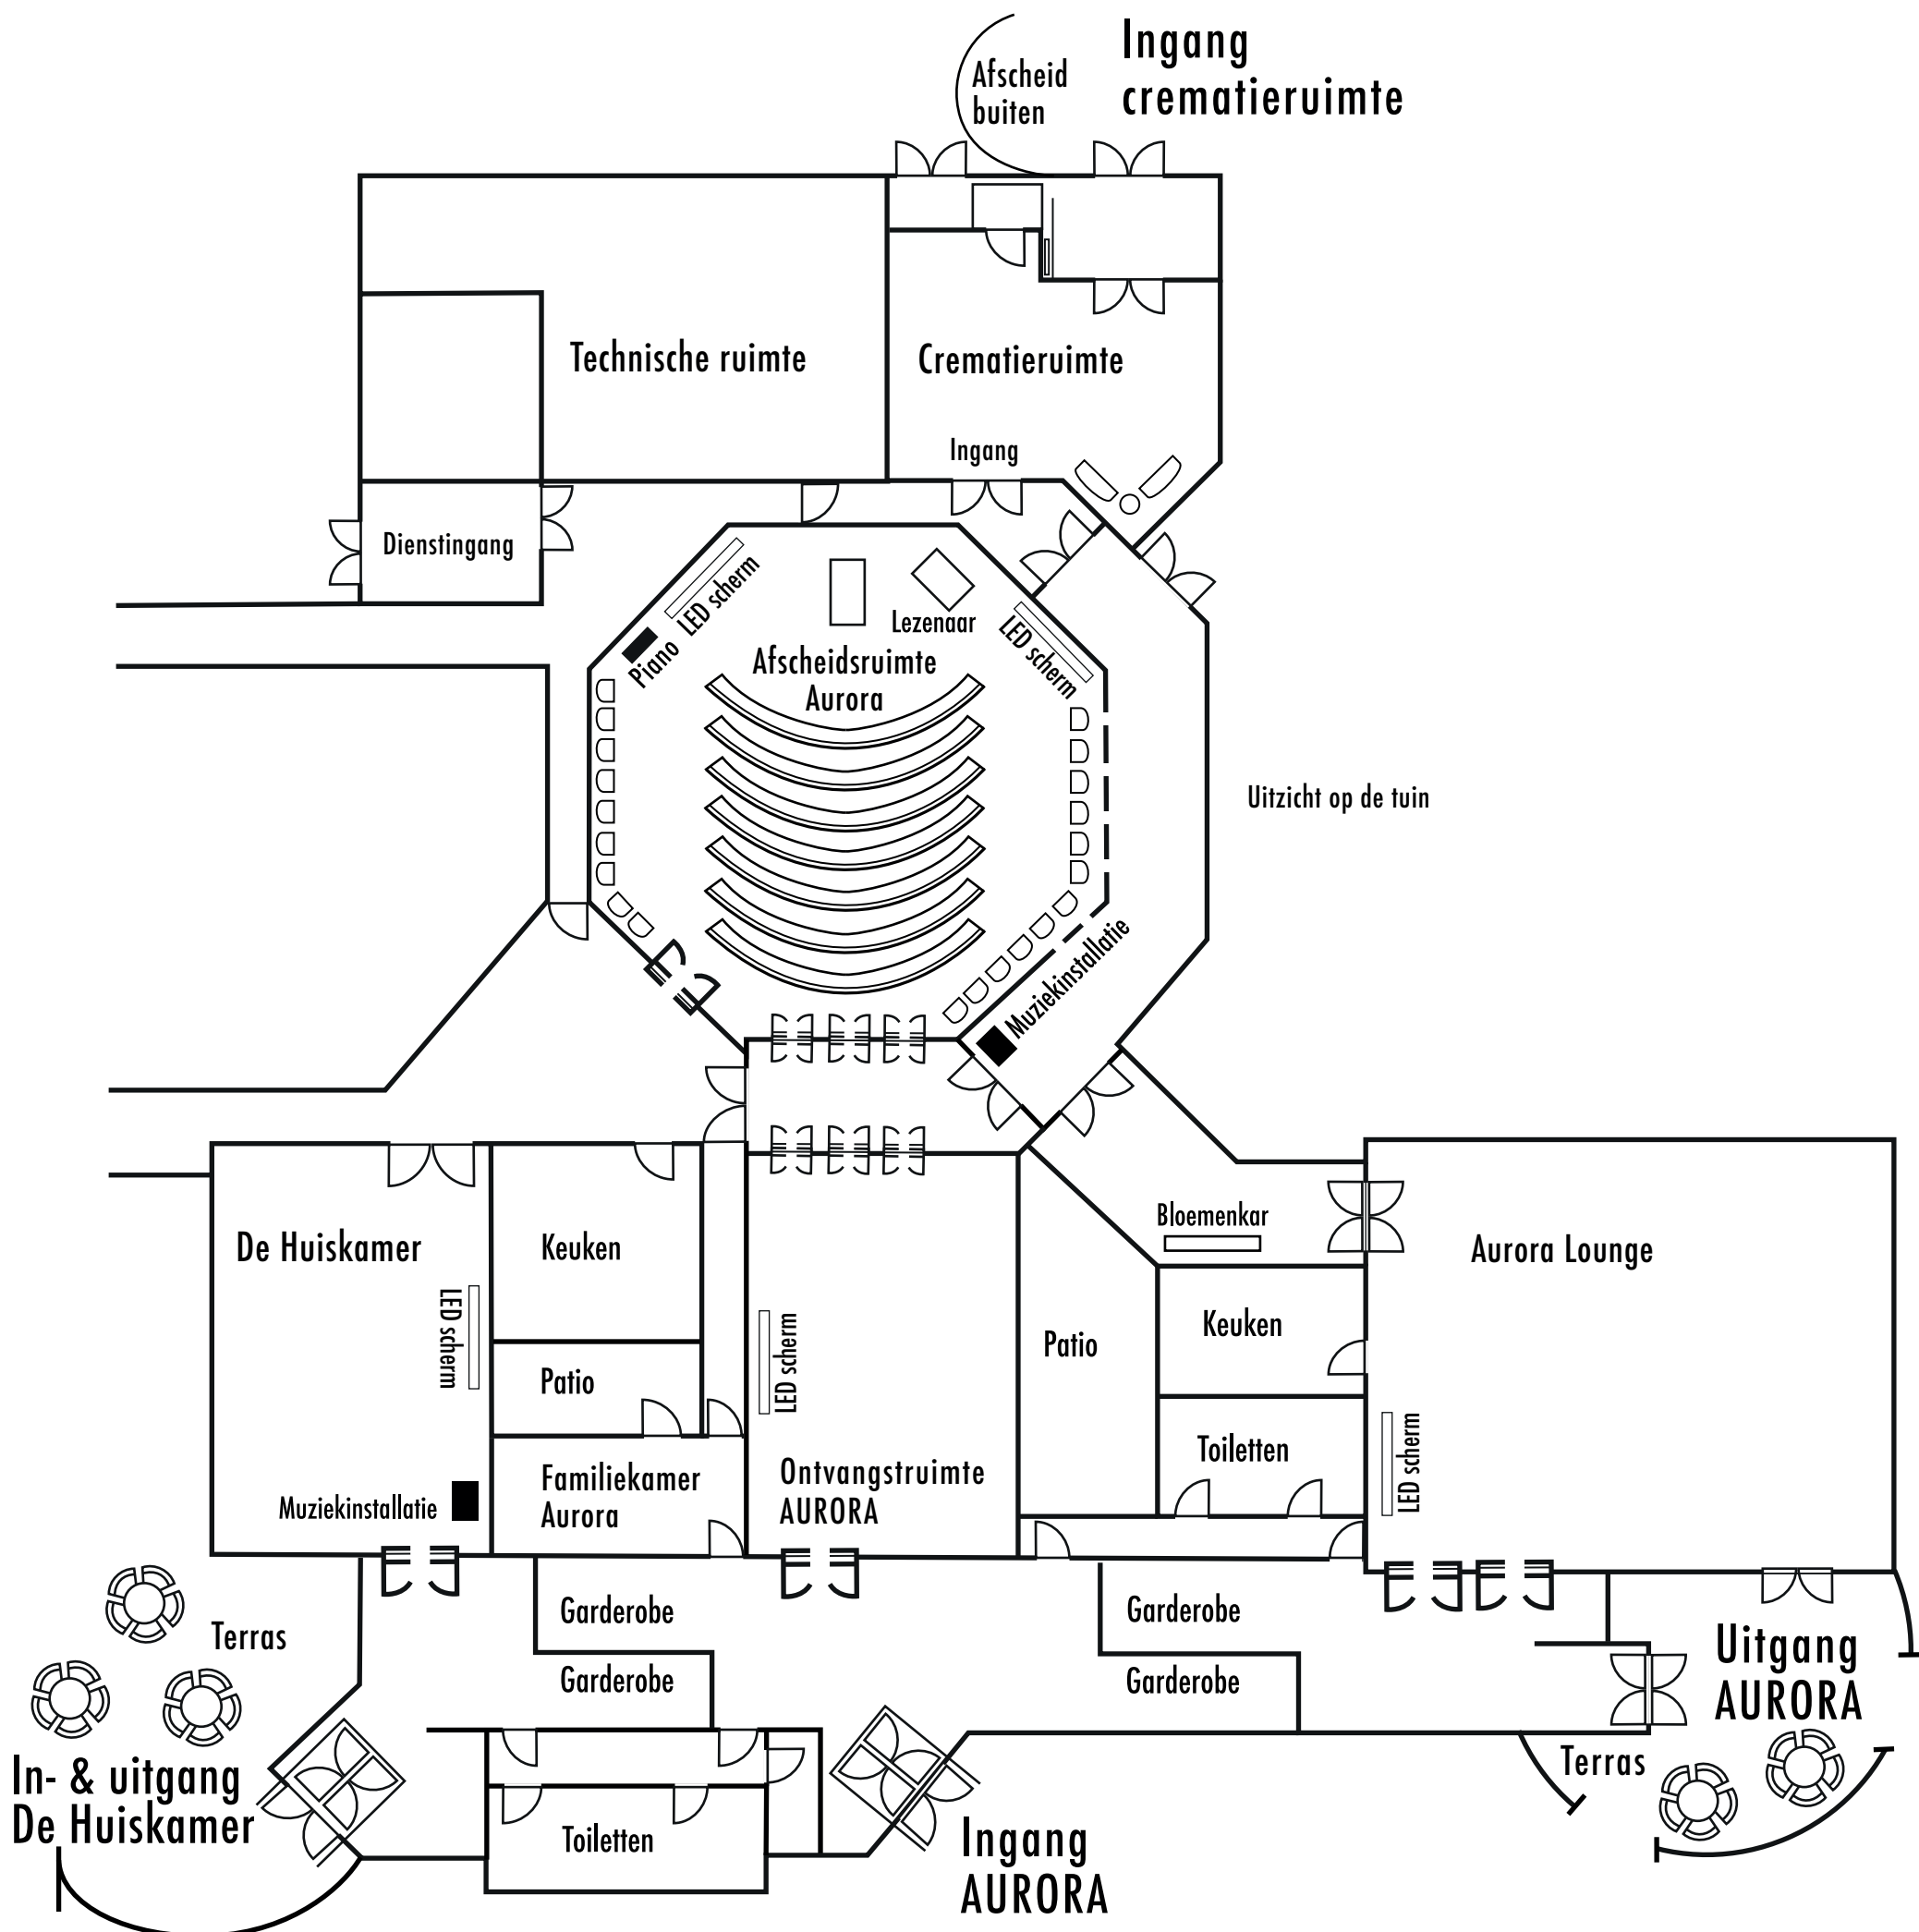 Ingang
crematieruimte
Afscheid
buiten
Technische ruimte
Crematieruimte
Ingang
Dienstingang
LED scherm
Piano
Lezenaar
LED scherm
Afscheidsruimte
Aurora
Uitzicht op de tuin
Muziekinstallatie
De Huiskamer
Keuken
Bloemenkar
Aurora Lounge
LED scherm
LED scherm
Keuken
Patio
Patio
Toiletten
LED scherm
Familiekamer
Aurora
Ontvangstruimte
AURORA
Muziekinstallatie
Garderobe
Garderobe
Garderobe
Garderobe
Terras
Uitgang
AURORA
Terras
In- & uitgang
De Huiskamer
Toiletten
Ingang
AURORA